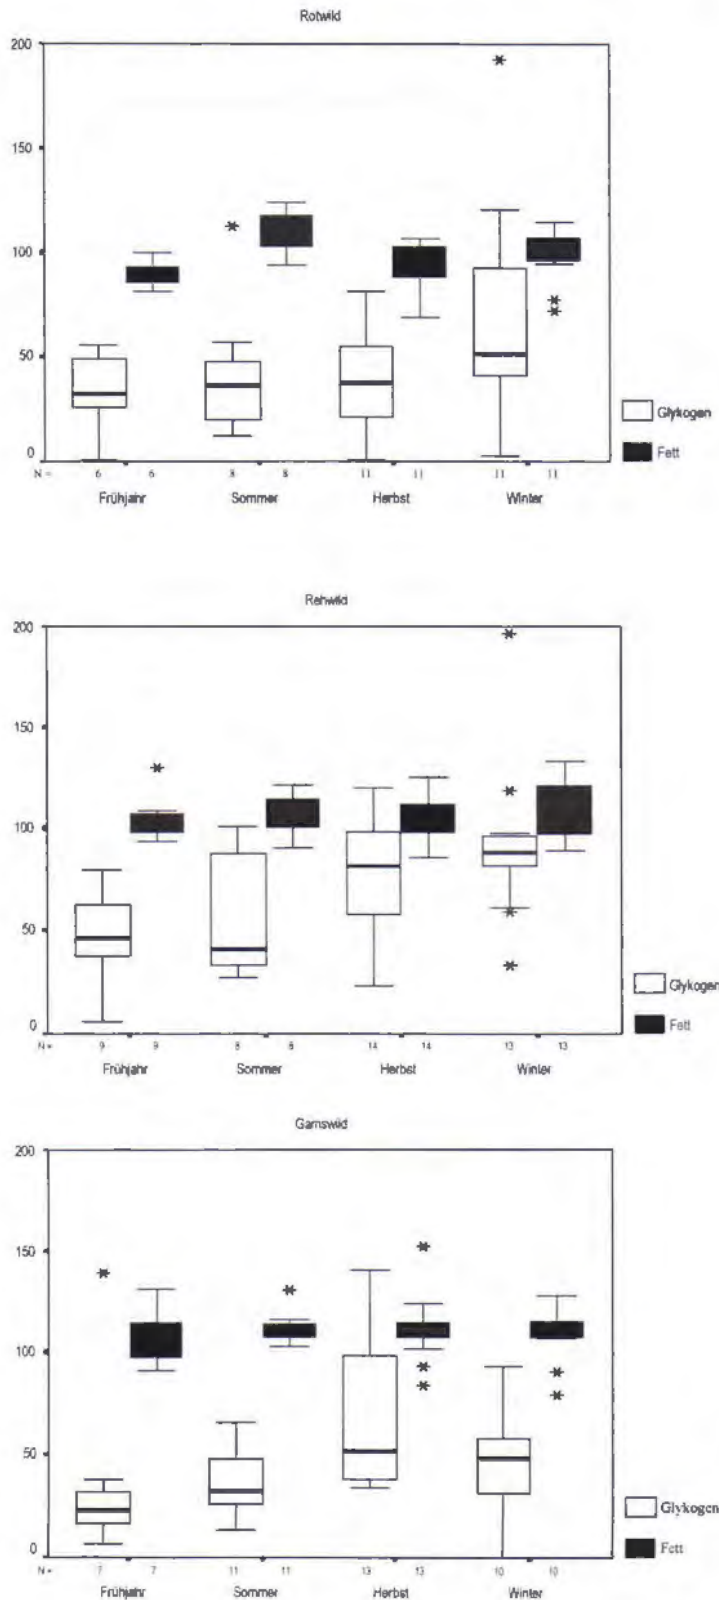 Rotwild
200
150
100
50
0
Glykogen
Fett
N = 6 6 8 8 11 11 11 11
Frühjahr Sommer Herbst Winter
Rehwild
200
150
100
50
0
Glykogen
Fett
N = 9 9 8 8 14 14 13 13
Frühjahr Sommer Herbst Winter
Gamswild
200
150
100
50
0
Glykogen
Fett
N = 7 7 11 11 13 13 10 10
Frühjahr Sommer Herbst Winter